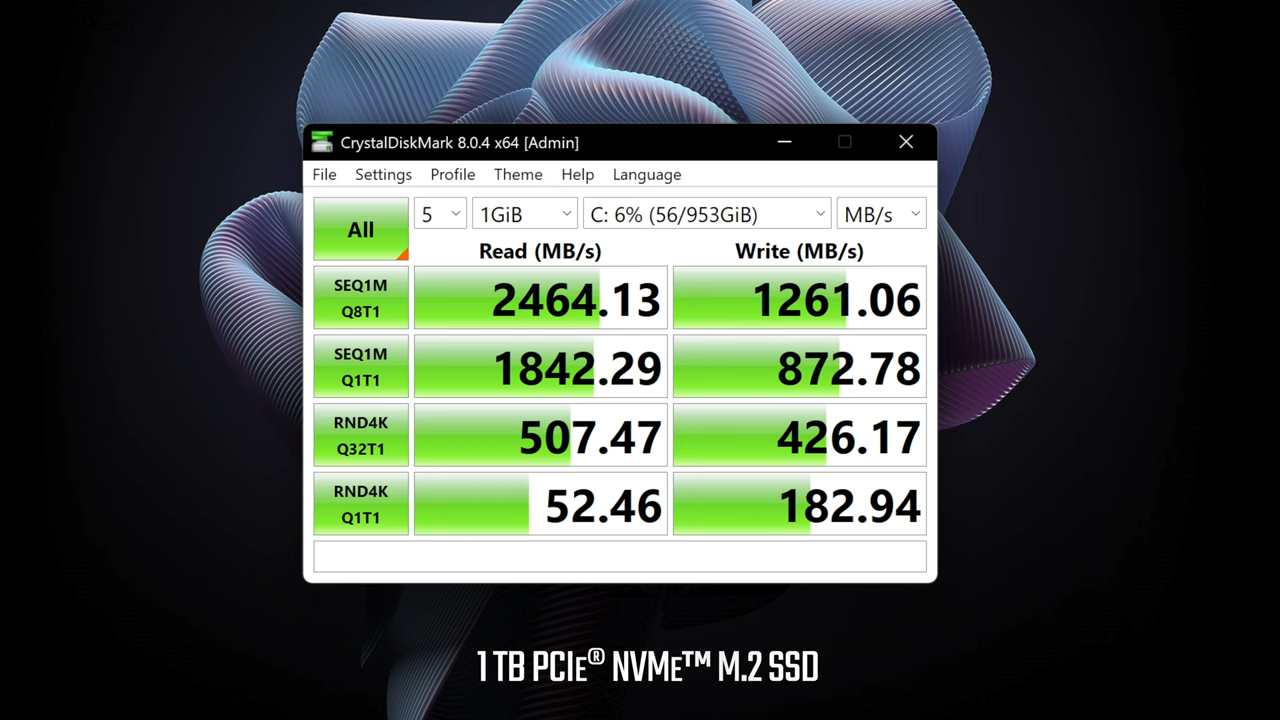 CrystalDiskMark 8.0.4 x64 [Admin]
File Settings Profile Theme Help Language
All 5 1GiB C: 6% (56/953GiB) MB/s
Read (MB/s) Write (MB/s)
SEQ1M Q8T1 2464.13 1261.06
SEQ1M Q1T1 1842.29 872.78
RND4K Q32T1 507.47 426.17
RND4K Q1T1 52.46 182.94
1 TB PCIe® NVMe™ M.2 SSD